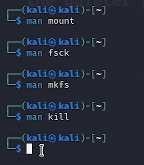 (kali㉿kali)-[~]
$ man mount
(kali㉿kali)-[~]
$ man fsck
(kali㉿kali)-[~]
$ man mkfs
(kali㉿kali)-[~]
$ man kill
(kali㉿kali)-[~]
$